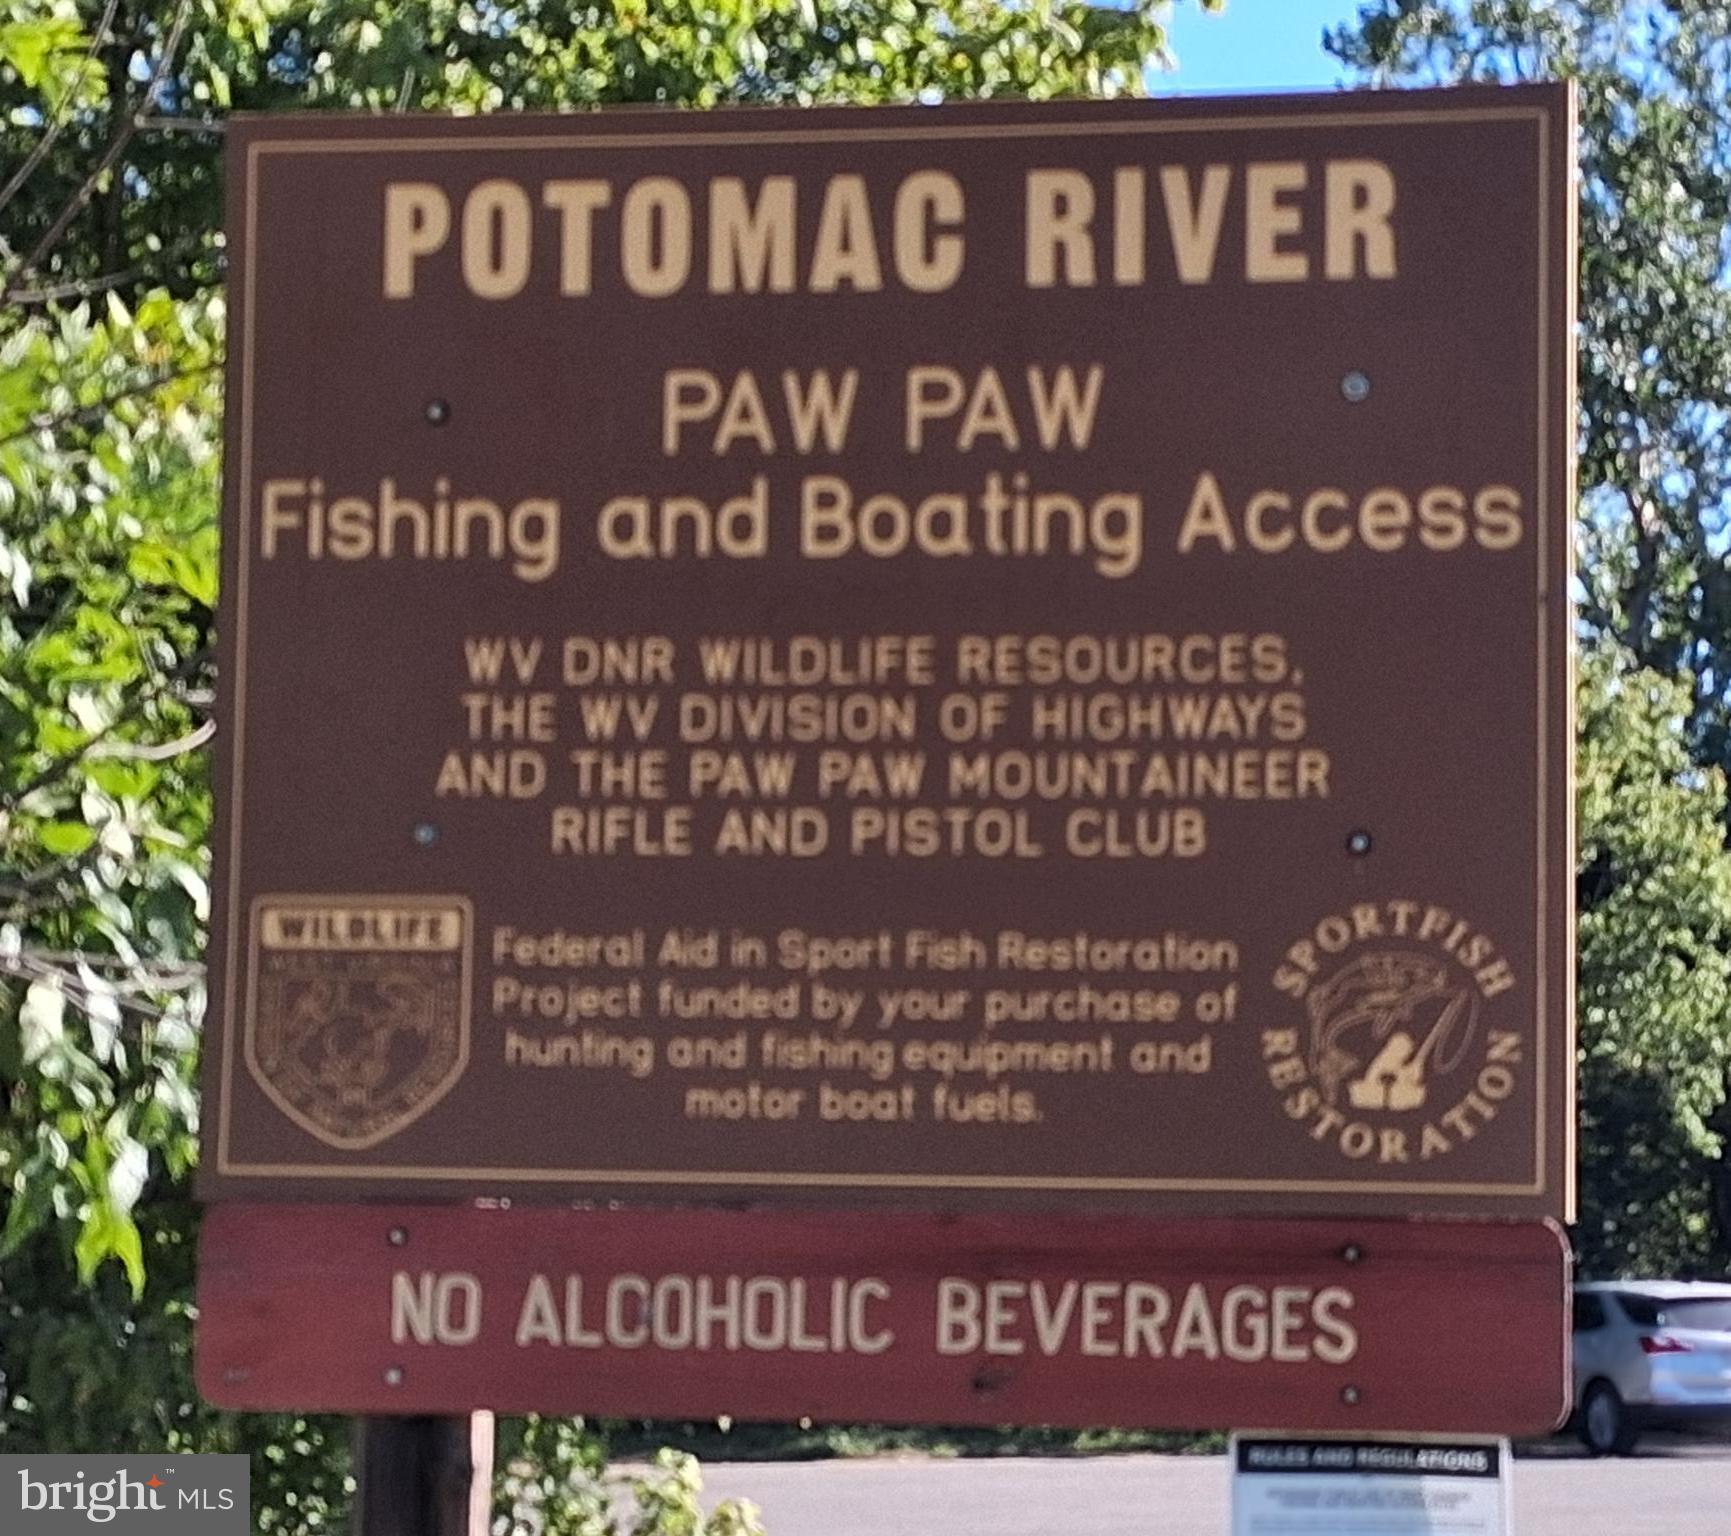 POTOMAC RIVER
PAW PAW
Fishing and Boating Access
WV DNR WILDLIFE RESOURCES,
THE WV DIVISION OF HIGHWAYS
AND THE PAW PAW MOUNTAINEER
RIFLE AND PISTOL CLUB
WILDLIFE
Federal Aid in Sport Fish Restoration
Project funded by your purchase of
hunting and fishing equipment and
motor boat fuels.
SPORTFISH
RESTORATION
NO ALCOHOLIC BEVERAGES
RULES AND REGULATIONS
bright™ MLS